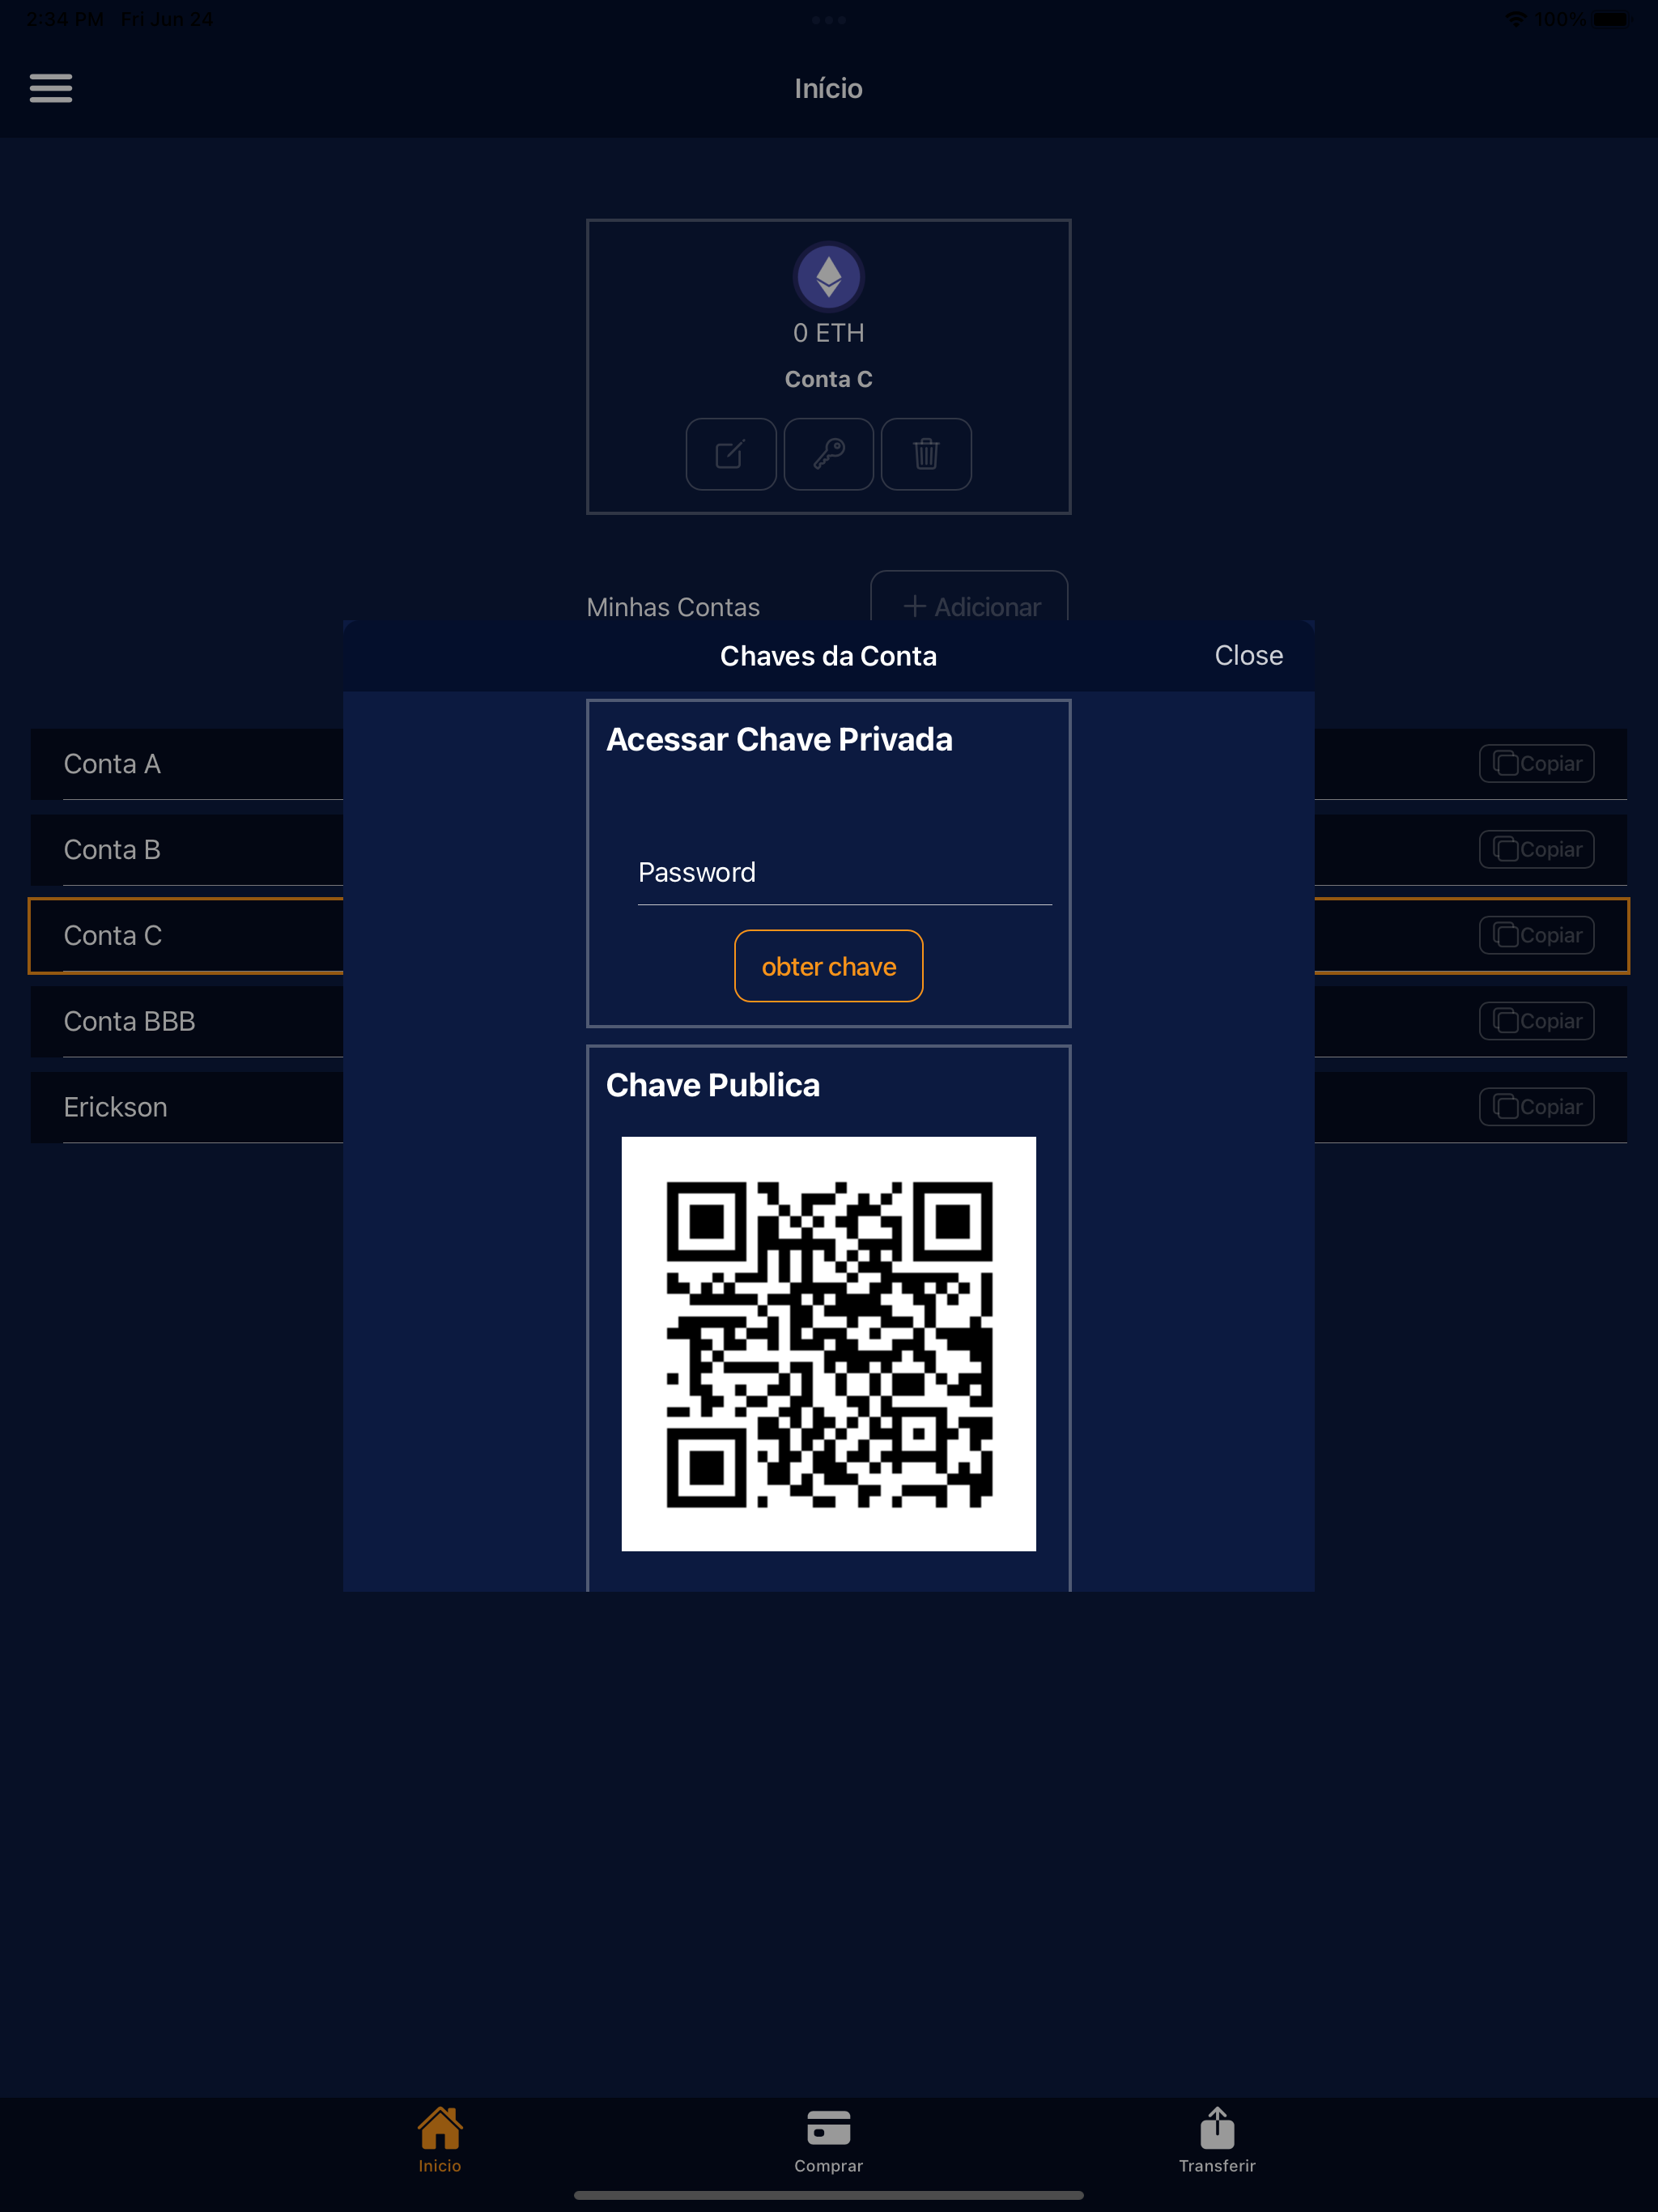 2:34 PM Fri Jun 24
100%
Início
0 ETH
Conta C
Minhas Contas
Adicionar
Chaves da Conta
Close
Acessar Chave Privada
Password
obter chave
Chave Publica
Conta A
Copiar
Conta B
Copiar
Conta C
Copiar
Conta BBB
Copiar
Erickson
Copiar
Inicio
Comprar
Transferir